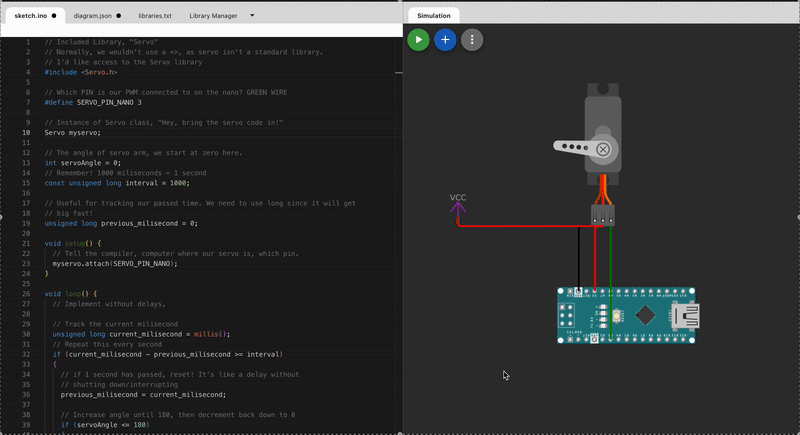 sketch.ino
diagram.json
libraries.txt
Library Manager
Simulation
1 // Included Library, "Servo"
2 // Normally, we wouldn't use a <>, as servo isn't a standard library.
3 // I'd like access to the Servo library
4 #include <Servo.h>
5
6 // Which PIN is our PWM connected to on the nano? GREEN WIRE
7 #define SERVO_PIN_NANO 3
8
9 // Instance of Servo class, "Hey, bring the servo code in!"
10 Servo myservo;
11
12 // The angle of servo arm, we start at zero here.
13 int servoAngle = 0;
14 // Remember! 1000 miliseconds = 1 second
15 const unsigned long interval = 1000;
16
17 // Useful for tracking our passed time. We need to use long since it will get
18 // big fast!
19 unsigned long previous_milisecond = 0;
20
21 void setup() {
22 // Tell the compiler, computer where our servo is, which pin.
23 myservo.attach(SERVO_PIN_NANO);
24 }
25
26 void loop() {
27 // Implement without delays,
28
29 // Track the current milisecond
30 unsigned long current_milisecond = millis();
31 // Repeat this every second
32 if (current_milisecond - previous_milisecond >= interval)
33 {
34 // if 1 second has passed, reset! It's like a delay without
35 // shutting down/interrupting
36 previous_milisecond = current_milisecond;
37
38 // Increase angle until 180, then decrement back down to 0
39 if (servoAngle <= 180)
VCC